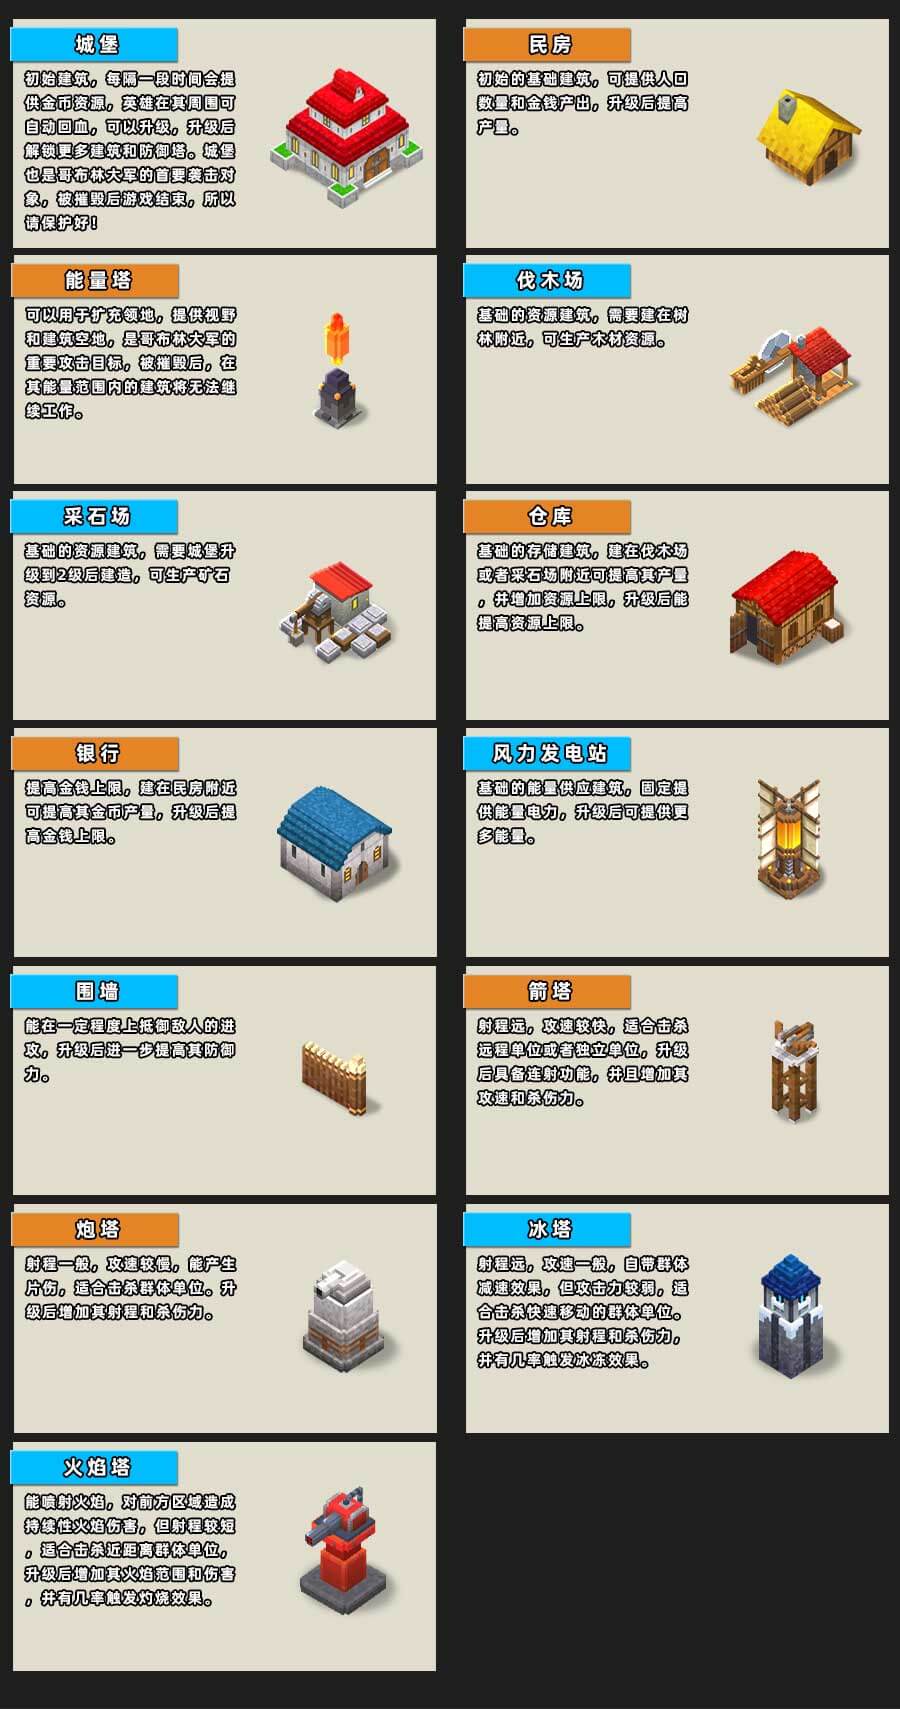 城堡
初始建筑，每隔一段时间会提
供金币资源，英雄在其周围可
自动回血，可以升级，升级后
解锁更多建筑和防御塔。城堡
也是哥布林大军的首要袭击对
象，被摧毁后游戏结束，所以
请保护好！
民房
初始的基础建筑，可提供人口
数量和金钱产出，升级后提高
产量。
能量塔
可以用于扩充领地，提供视野
和建筑空地，是哥布林大军的
重要攻击目标，被摧毁后，在
其能量范围内的建筑将无法继
续工作。
伐木场
基础的资源建筑，需要建在树
林附近，可生产木材资源。
采石场
基础的资源建筑，需要城堡升
级到2级后建造，可生产矿石
资源。
仓库
基础的存储建筑，建在伐木场
或者采石场附近可提高其产量
，并增加资源上限，升级后能
提高资源上限。
银行
提高金钱上限，建在民房附近
可提高其金币产量，升级后提
高金钱上限。
风力发电站
基础的能量供应建筑，固定提
供能量电力，升级后可提供更
多能量。
围墙
能在一定程度上抵御敌人的进
攻，升级后进一步提高其防御
力。
箭塔
射程远，攻速较快，适合击杀
远程单位或者独立单位，升级
后具备连射功能，并且增加其
攻速和杀伤力。
炮塔
射程一般，攻速较慢，能产生
片伤，适合击杀群体单位。升
级后增加其射程和杀伤力。
冰塔
射程远，攻速一般，自带群体
减速效果，但攻击力较弱，适
合击杀快速移动的群体单位。
升级后增加其射程和杀伤力，
并有几率触发冰冻效果。
火焰塔
能喷射火焰，对前方区域造成
持续性火焰伤害，但射程较短
，适合击杀近距离群体单位，
升级后增加其火焰范围和伤害
，并有几率触发灼烧效果。